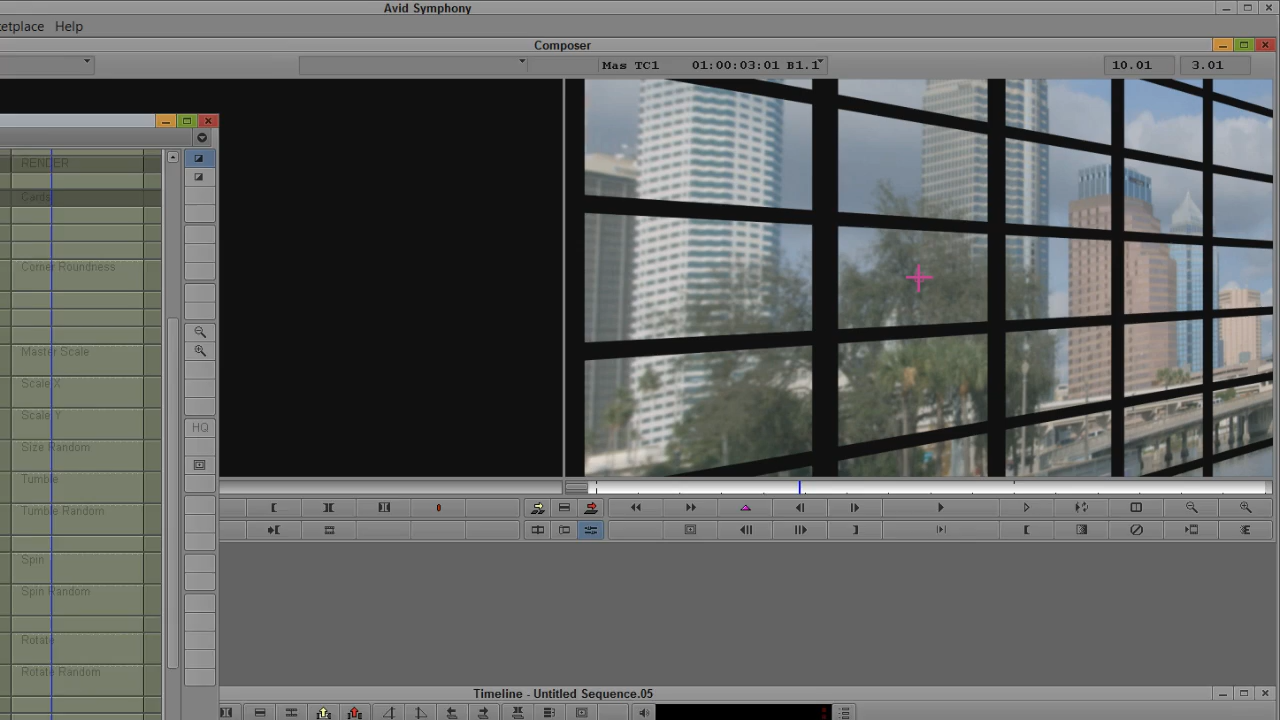 Avid Symphony
etplace Help
Composer
Mas TC1 01:00:03:01 B1.1
10.01 3.01
RENDER
Cards
Corner Roundness
Master Scale
Scale X
Scale Y
Size Random
Tumble
Tumble Random
Spin
Spin Random
Rotate
Rotate Random
HQ
Timeline - Untitled Sequence.05